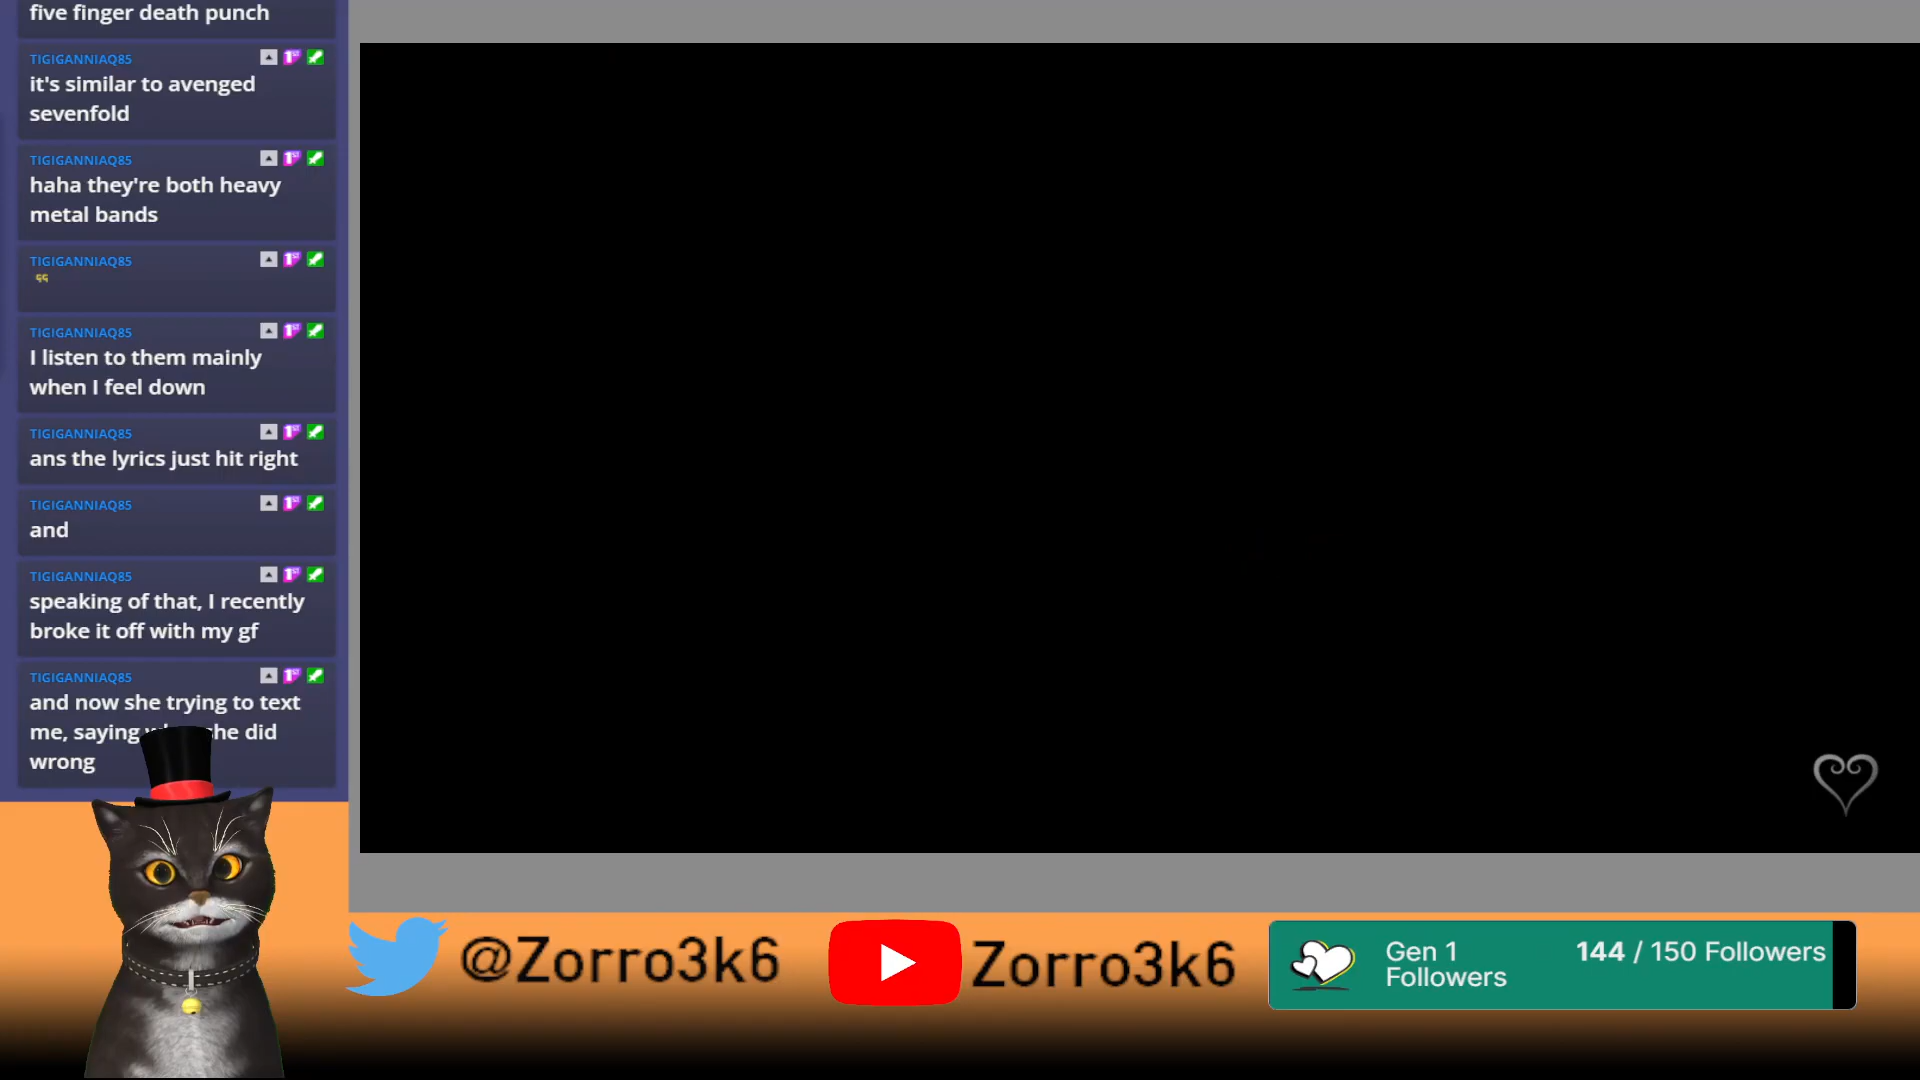 five finger death punch
TIGIGANNIAQ85
it's similar to avenged
sevenfold
TIGIGANNIAQ85
haha they're both heavy
metal bands
TIGIGANNIAQ85
GG
TIGIGANNIAQ85
I listen to them mainly
when I feel down
TIGIGANNIAQ85
ans the lyrics just hit right
TIGIGANNIAQ85
and
TIGIGANNIAQ85
speaking of that, I recently
broke it off with my gf
TIGIGANNIAQ85
and now she trying to text
me, saying she did
wrong
@Zorro3k6
Zorro3k6
Gen 1
Followers
144 / 150 Followers